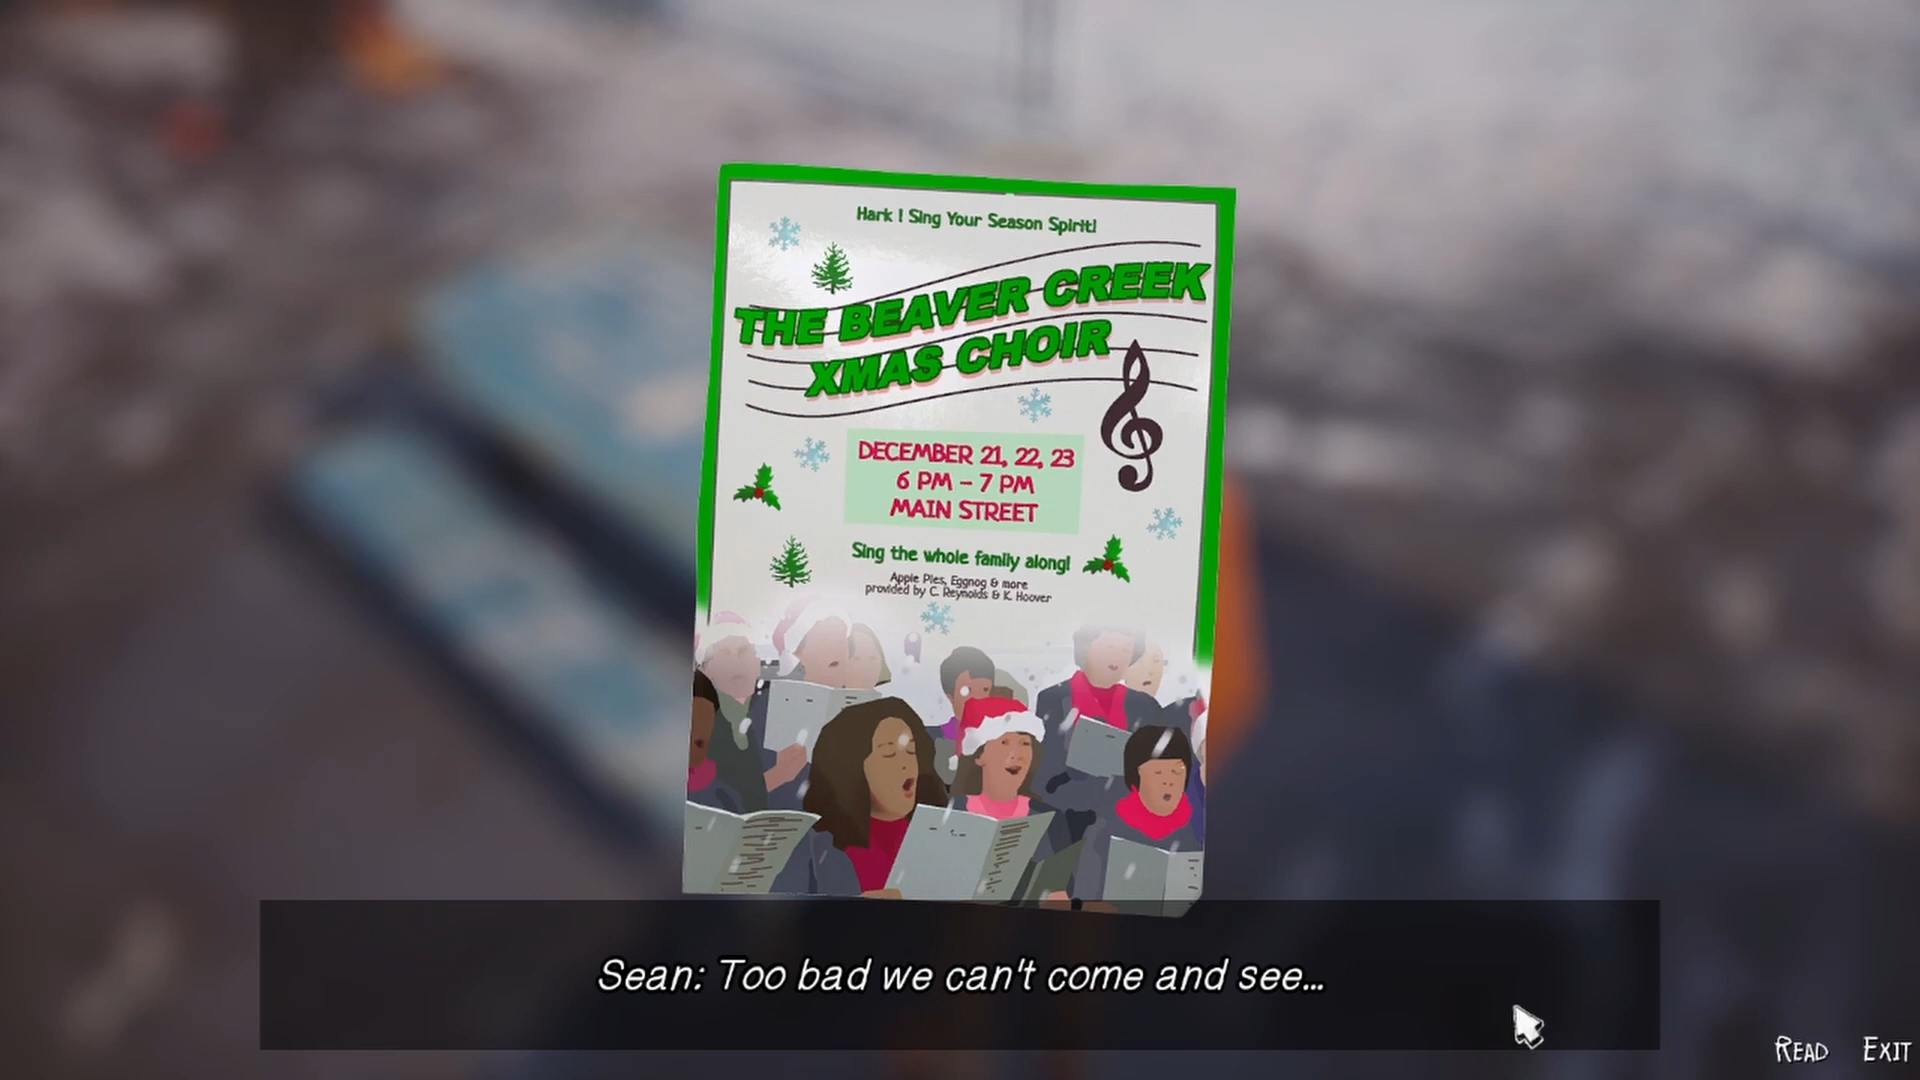 Hark ! Sing Your Season Spirit!
THE BEAVER CREEK
XMAS CHOIR
DECEMBER 21, 22, 23
6 PM – 7 PM
MAIN STREET
Sing the whole family along!
Apple Pies, Eggnog & more
provided by C. Reynolds & K. Hoover
Sean: Too bad we can't come and see...
READ EXIT